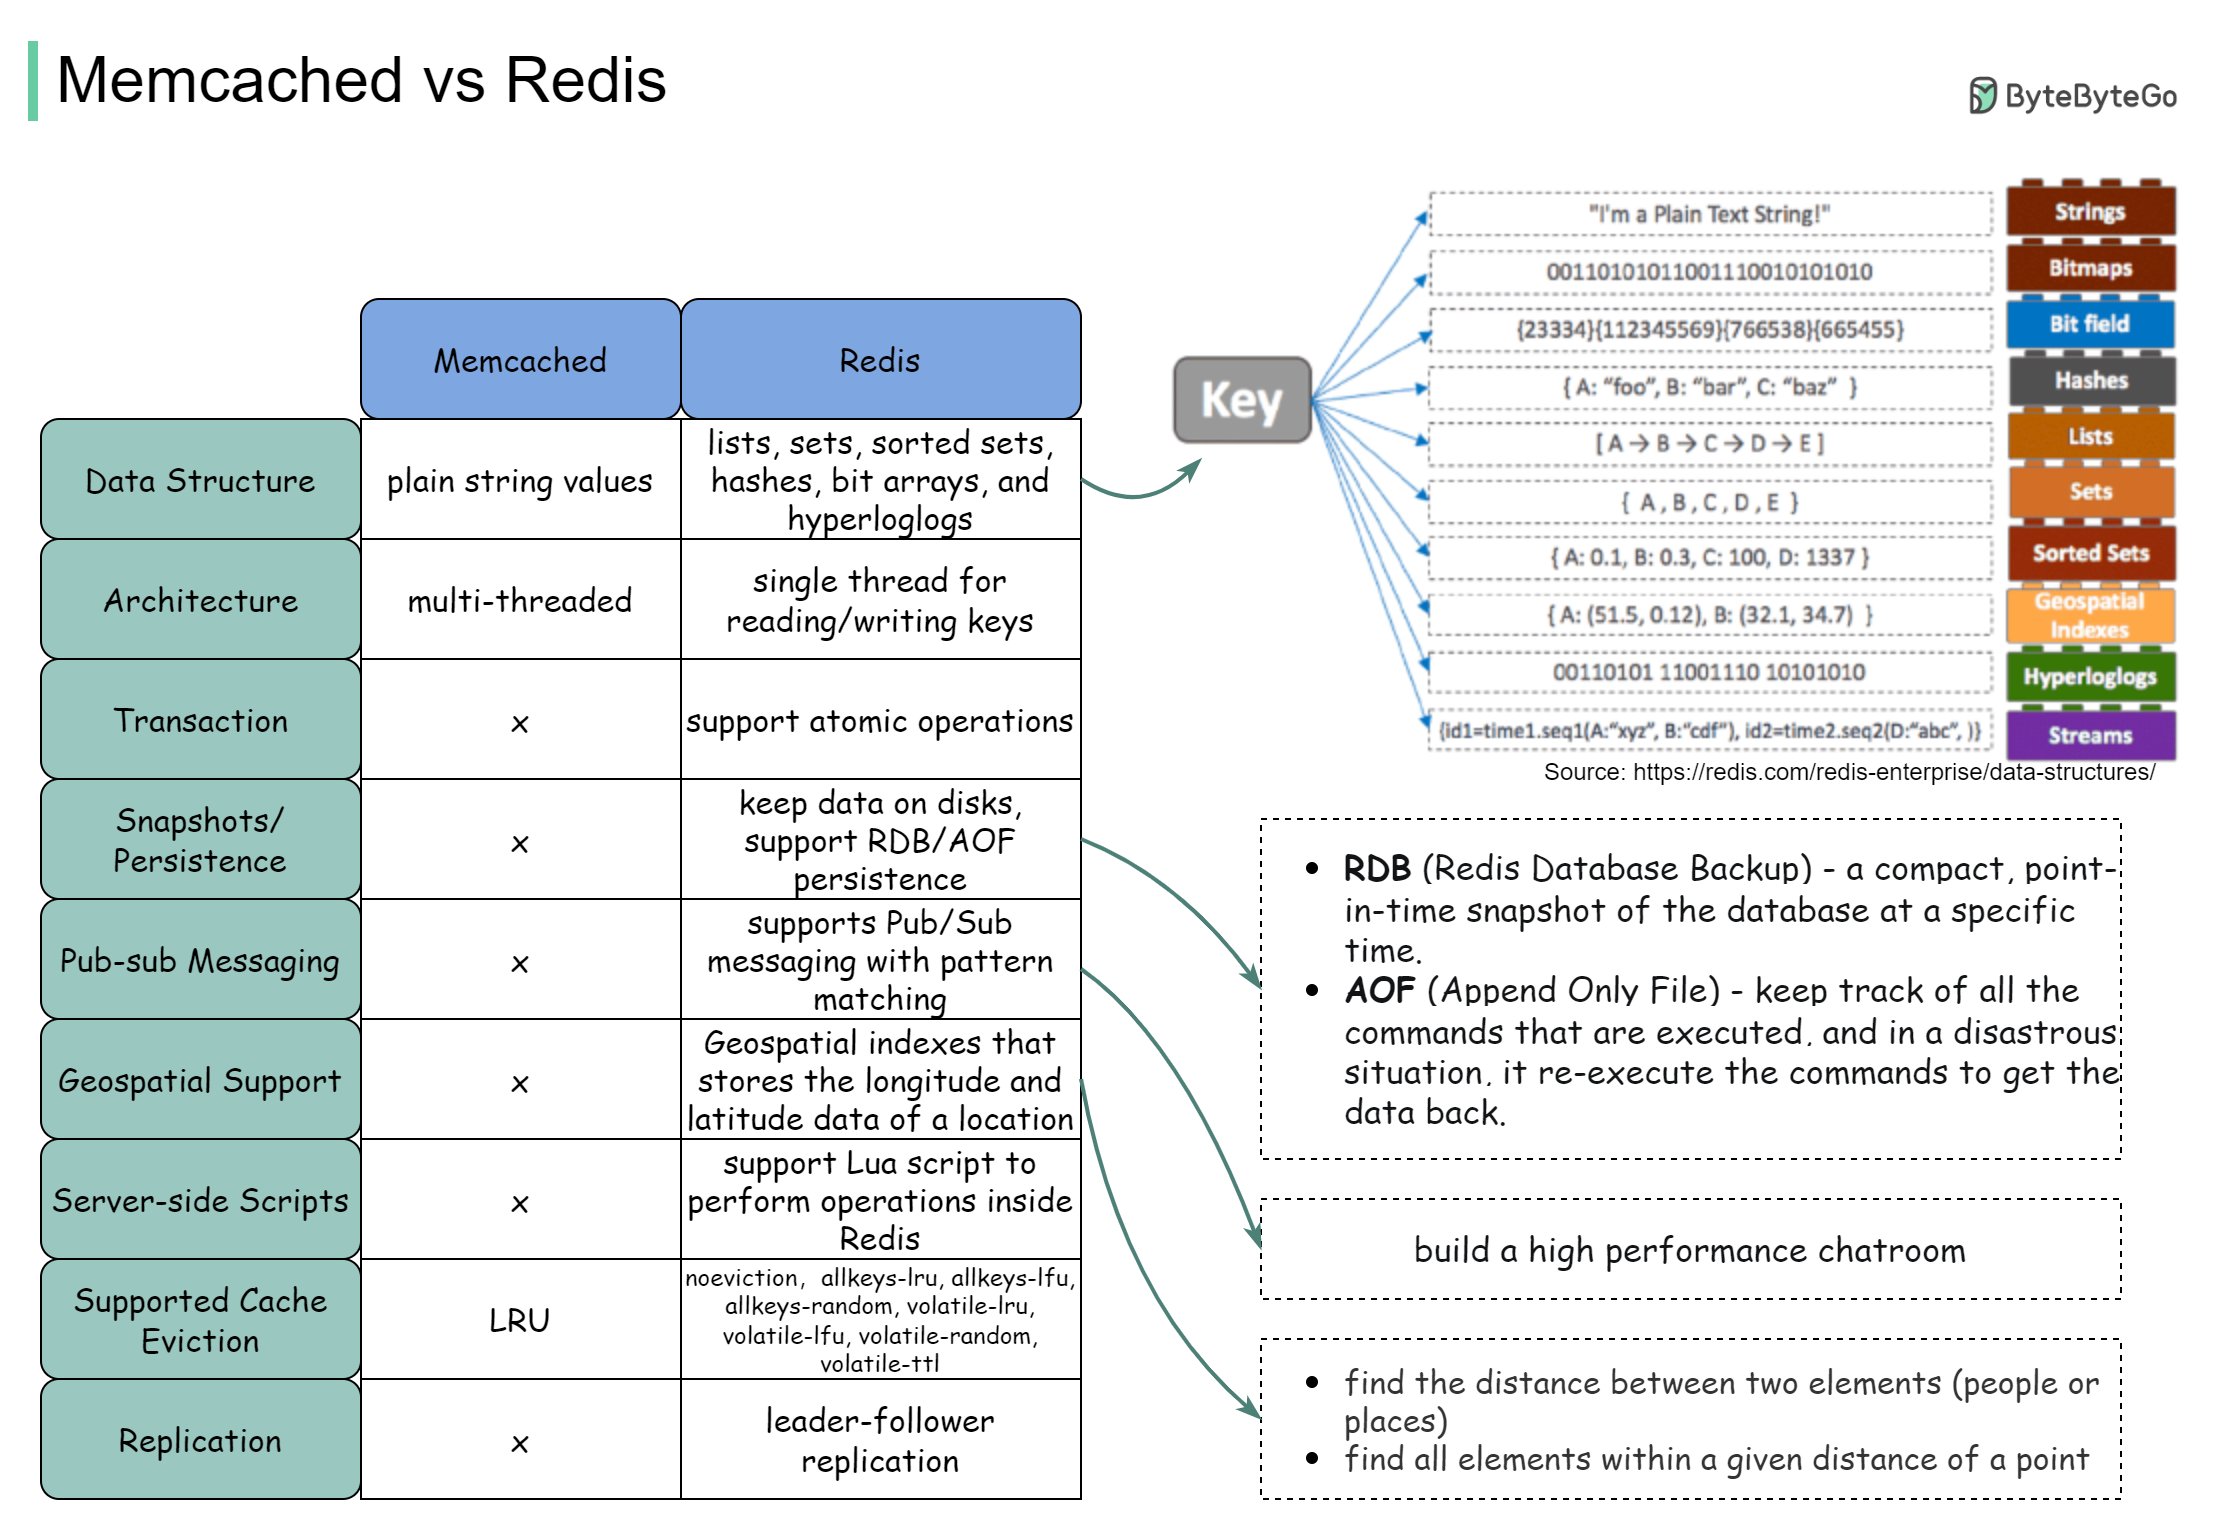 Memcached vs Redis
ByteByteGo
Memcached
Redis
Data Structure
plain string values
lists, sets, sorted sets,
hashes, bit arrays, and
hyperloglogs
Architecture
multi-threaded
single thread for
reading/writing keys
Transaction
x
support atomic operations
Snapshots/
Persistence
x
keep data on disks,
support RDB/AOF
persistence
Pub-sub Messaging
x
supports Pub/Sub
messaging with pattern
matching
Geospatial Support
x
Geospatial indexes that
stores the longitude and
latitude data of a location
Server-side Scripts
x
support Lua script to
perform operations inside
Redis
Supported Cache
Eviction
LRU
noeviction, allkeys-lru, allkeys-lfu,
allkeys-random, volatile-lru,
volatile-lfu, volatile-random,
volatile-ttl
Replication
x
leader-follower
replication
Key
"I'm a Plain Text String!"
Strings
00110101011001110010101010
Bitmaps
{23334}{112345569}{766538}{665455}
Bit field
{ A: “foo”, B: “bar”, C: “baz” }
Hashes
[ A → B → C → D → E ]
Lists
{ A , B , C , D , E }
Sets
{ A: 0.1, B: 0.3, C: 100, D: 1337 }
Sorted Sets
{ A: (51.5, 0.12), B: (32.1, 34.7) }
Geospatial
Indexes
00110101 11001110 10101010
Hyperloglogs
{id1=time1.seq1(A:“xyz”, B:“cdf”), id2=time2.seq2(D:“abc”, )}
Streams
Source: https://redis.com/redis-enterprise/data-structures/
• RDB (Redis Database Backup) - a compact, point-
in-time snapshot of the database at a specific
time.
• AOF (Append Only File) - keep track of all the
commands that are executed, and in a disastrous
situation, it re-execute the commands to get the
data back.
build a high performance chatroom
• find the distance between two elements (people or
places)
• find all elements within a given distance of a point